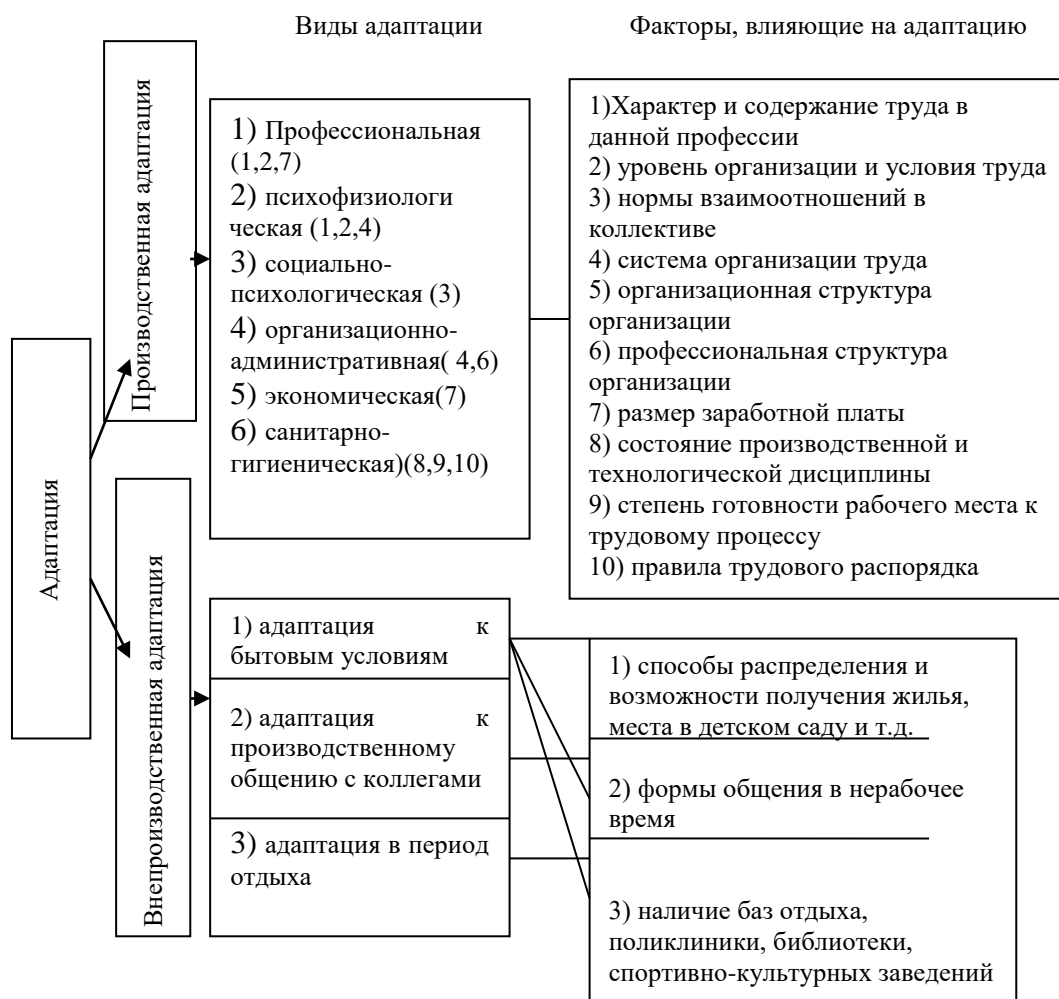 Виды адаптации
Факторы, влияющие на адаптацию
Адаптация
Производственная адаптация
1) Профессиональная
(1,2,7)
2) психофизиологи
ческая (1,2,4)
3) социально-
психологическая (3)
4) организационно-
административная( 4,6)
5) экономическая(7)
6) санитарно-
гигиеническая)(8,9,10)
1)Характер и содержание труда в
данной профессии
2) уровень организации и условия труда
3) нормы взаимоотношений в
коллективе
4) система организации труда
5) организационная структура
организации
6) профессиональная структура
организации
7) размер заработной платы
8) состояние производственной и
технологической дисциплины
9) степень готовности рабочего места к
трудовому процессу
10) правила трудового распорядка
Внепроизводственная адаптация
1) адаптация к
бытовым условиям
2) адаптация к
производственному
общению с коллегами
3) адаптация в период
отдыха
1) способы распределения и
возможности получения жилья,
места в детском саду и т.д.
2) формы общения в нерабочее
время
3) наличие баз отдыха,
поликлиники, библиотеки,
спортивно-культурных заведений